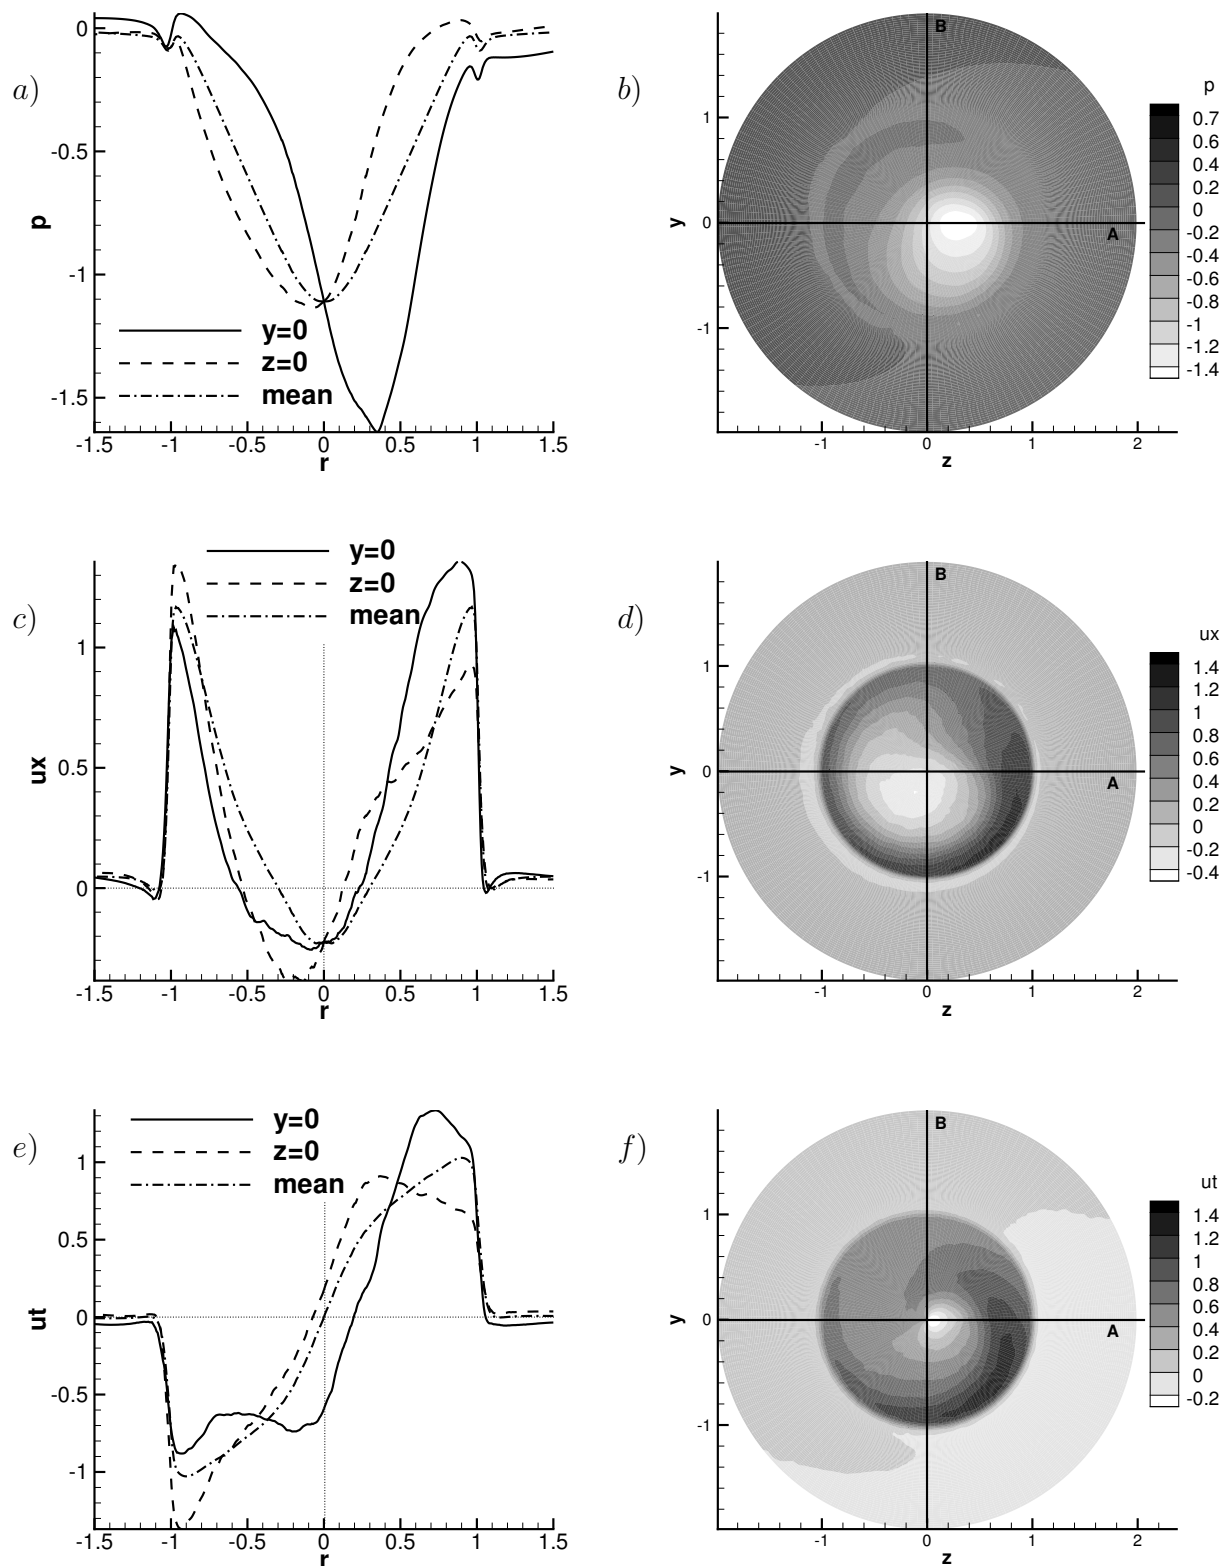 a)
0
-0.5
p
-1
-1.5
y=0
z=0
mean
-1.5 -1 -0.5 0 0.5 1 1.5
r
b)
B
A
1
y 0
-1
-1 0 1 2
z
p
0.7
0.6
0.4
0.2
0
-0.2
-0.4
-0.6
-0.8
-1
-1.2
-1.4
c)
y=0
z=0
mean
1
0.5
ux
0
-1.5 -1 -0.5 0 0.5 1 1.5
r
d)
B
A
1
y 0
-1
-1 0 1 2
z
ux
1.4
1.2
1
0.8
0.6
0.4
0.2
0
-0.2
-0.4
e)
y=0
z=0
mean
1
0.5
ut 0
-0.5
-1
-1.5 -1 -0.5 0 0.5 1 1.5
r
f)
B
A
1
y 0
-1
-1 0 1 2
z
ut
1.4
1.2
1
0.8
0.6
0.4
0.2
0
-0.2